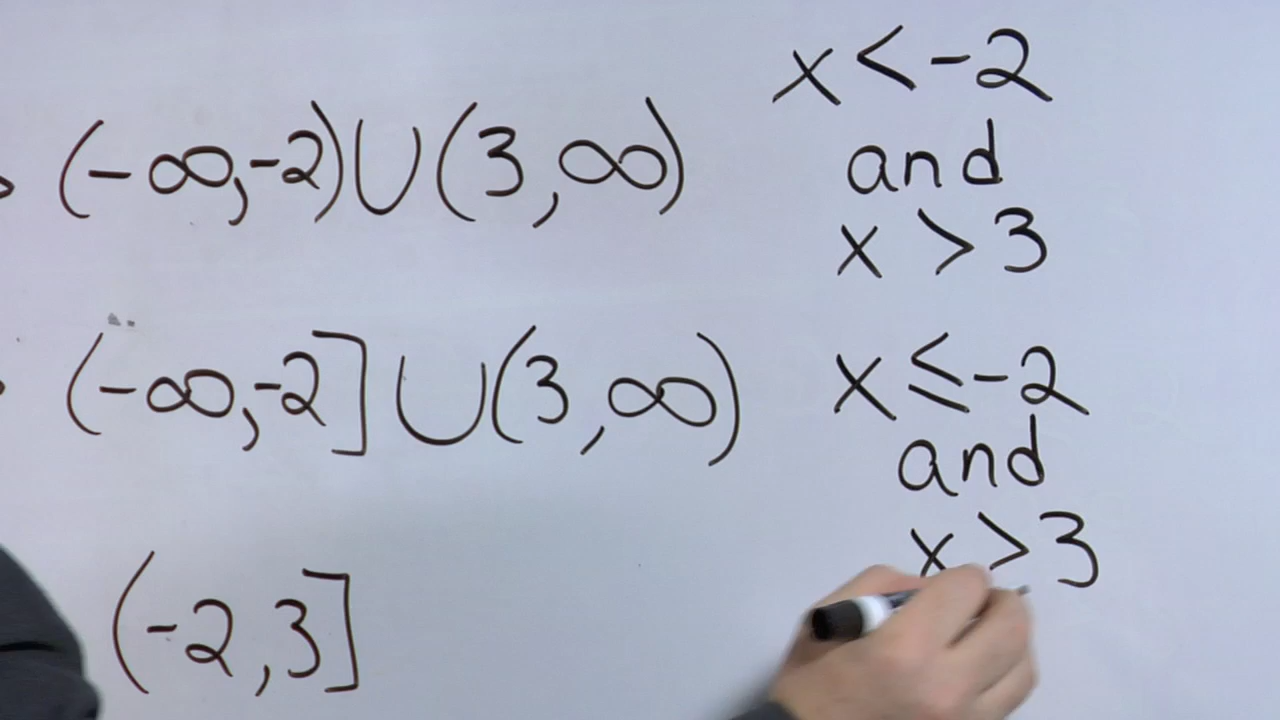 (-∞,-2)∪(3,∞)
x<-2
and
x>3
(-∞,-2]∪(3,∞)
x≤-2
and
x>3
(-2,3]